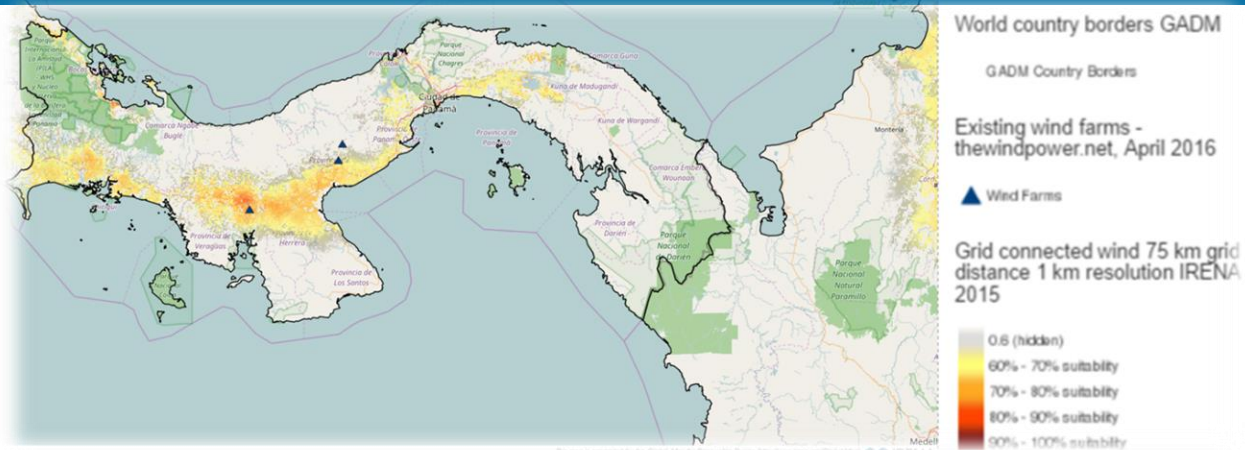 World country borders GADM
GADM Country Borders
Existing wind farms -
thewindpower.net, April 2016
Wind Farms
Grid connected wind 75 km grid
distance 1 km resolution IRENA
2015
0.6 (hidden)
60% - 70% suitability
70% - 80% suitability
80% - 90% suitability
90% - 100% suitability
Parque
Nacional
Chagres
Ciudad de
Panamá
Comarca Guna
Kuna de Madugandí
Kuna de Wargandí
Comarca Ngäbe
Buglé
Provincia de
Panamá
Provincia de
Veraguas
Herrera
Provincia de
Los Santos
Comarca Emberá
Wounaan
Provincia de
Darién
Parque
Nacional
de Darién
Montería
Parque
Nacional
Natural
Paramillo